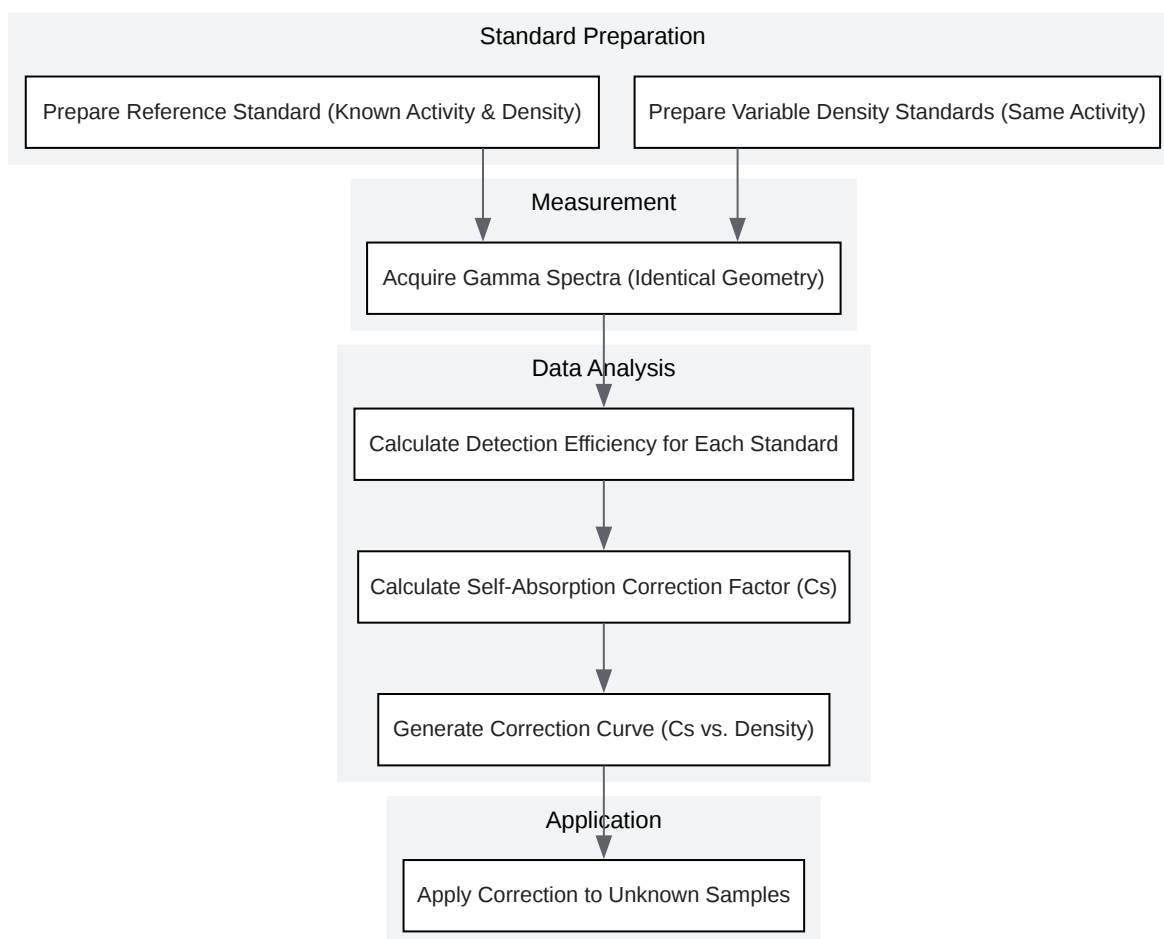 Standard Preparation
Prepare Reference Standard (Known Activity & Density)
Prepare Variable Density Standards (Same Activity)
Measurement
Acquire Gamma Spectra (Identical Geometry)
Data Analysis
Calculate Detection Efficiency for Each Standard
Calculate Self-Absorption Correction Factor (Cs)
Generate Correction Curve (Cs vs. Density)
Application
Apply Correction to Unknown Samples